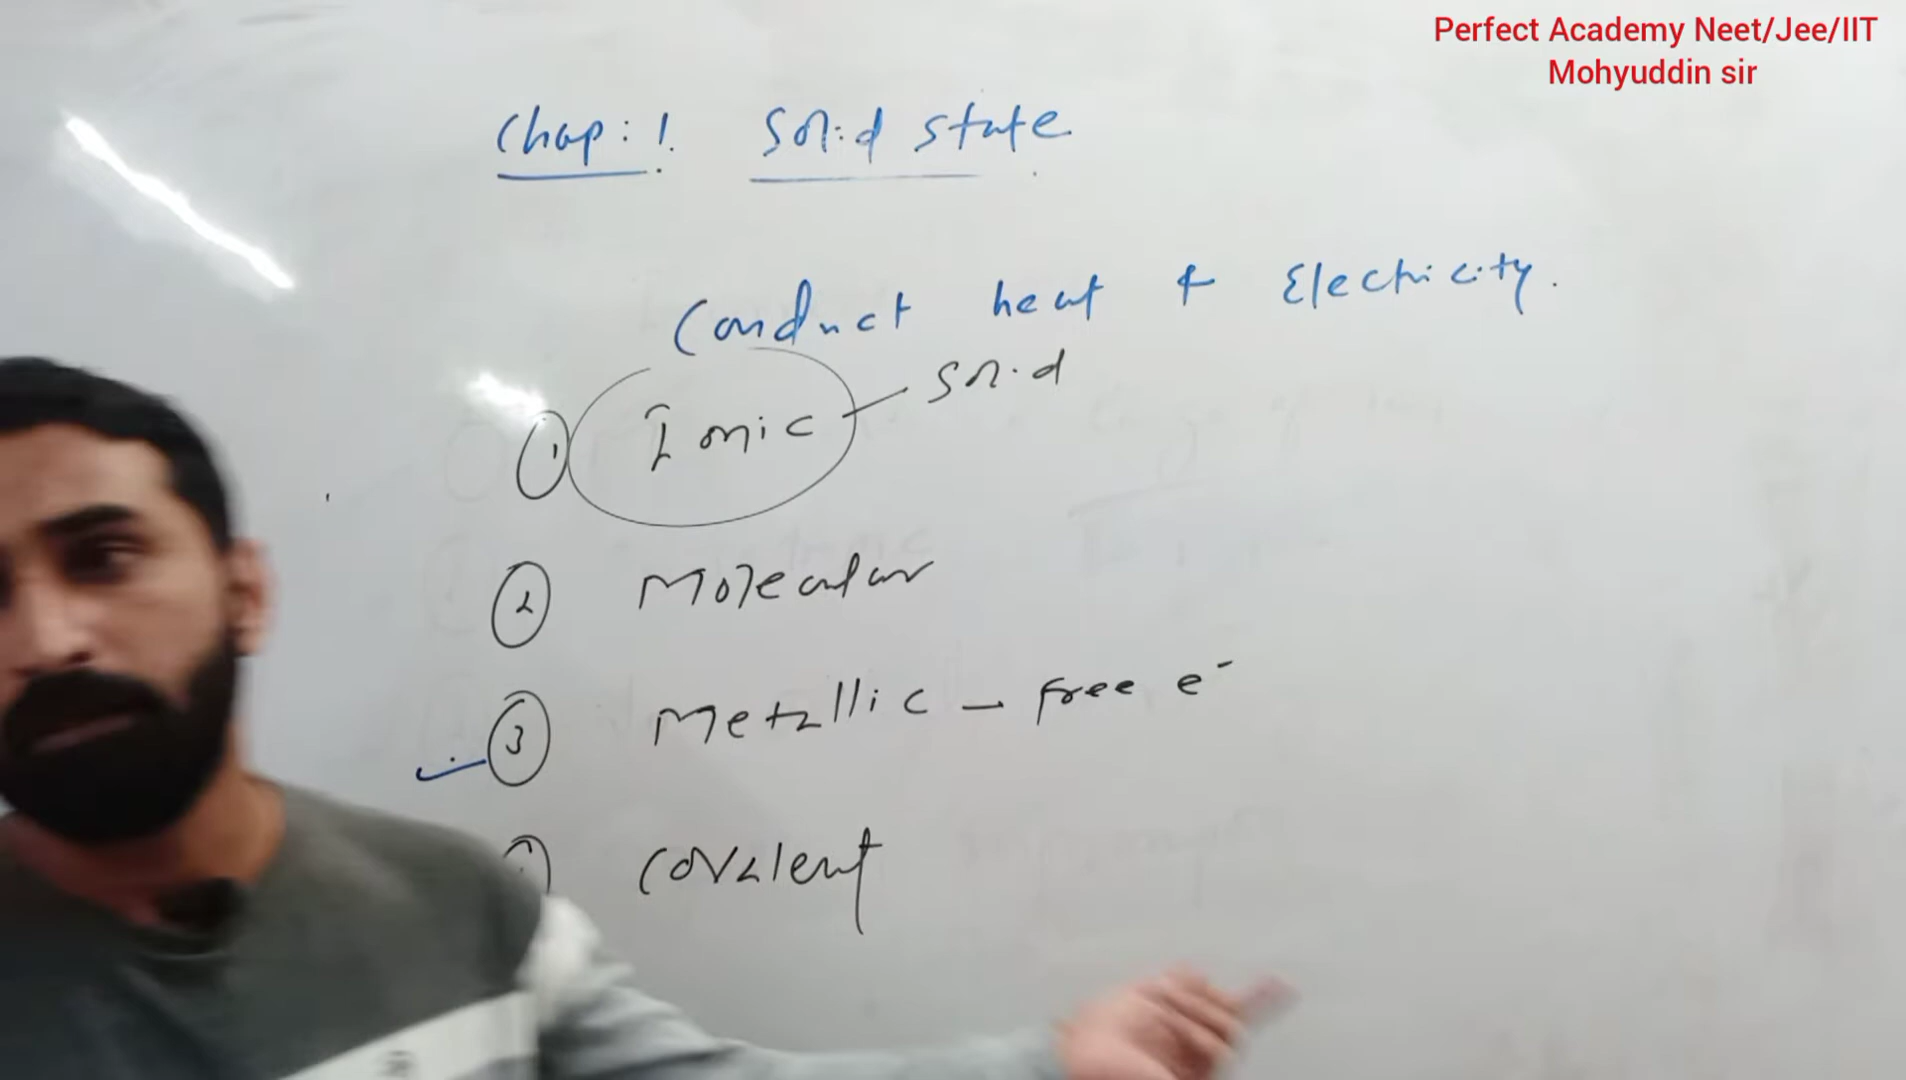 Perfect Academy Neet/Jee/IIT
Mohyuddin sir
Chap: 1. Solid state
Conduct heat & Electricity.
① Ionic - Solid
② Molecular
③ Metallic - free e⁻
Covalent